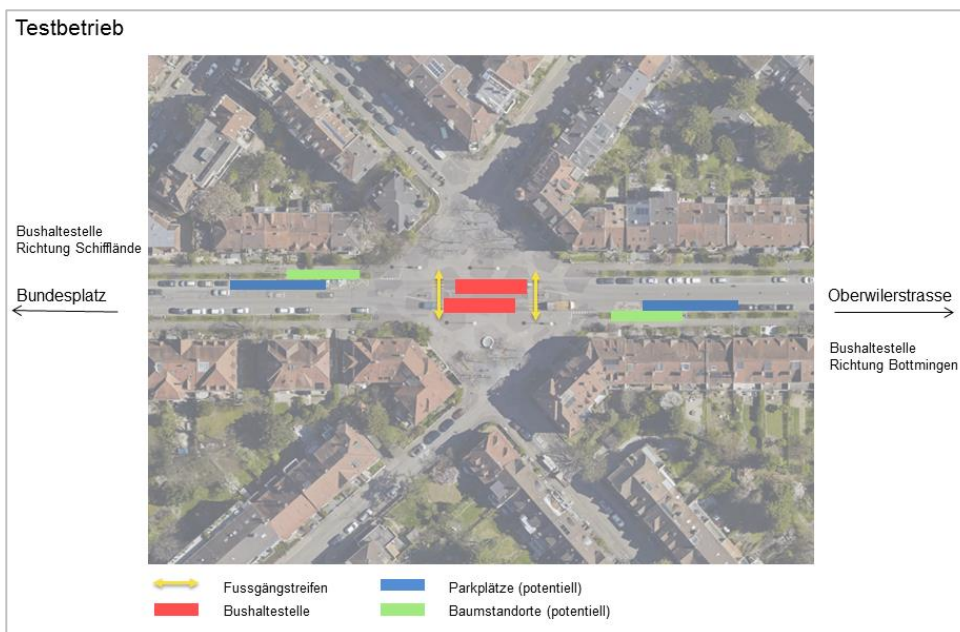 Testbetrieb
Bushaltestelle
Richtung Schifflände
Bundesplatz
Oberwilerstrasse
Bushaltestelle
Richtung Bottmingen
Fussgängstreifen
Parkplätze (potentiell)
Bushaltestelle
Baumstandorte (potentiell)